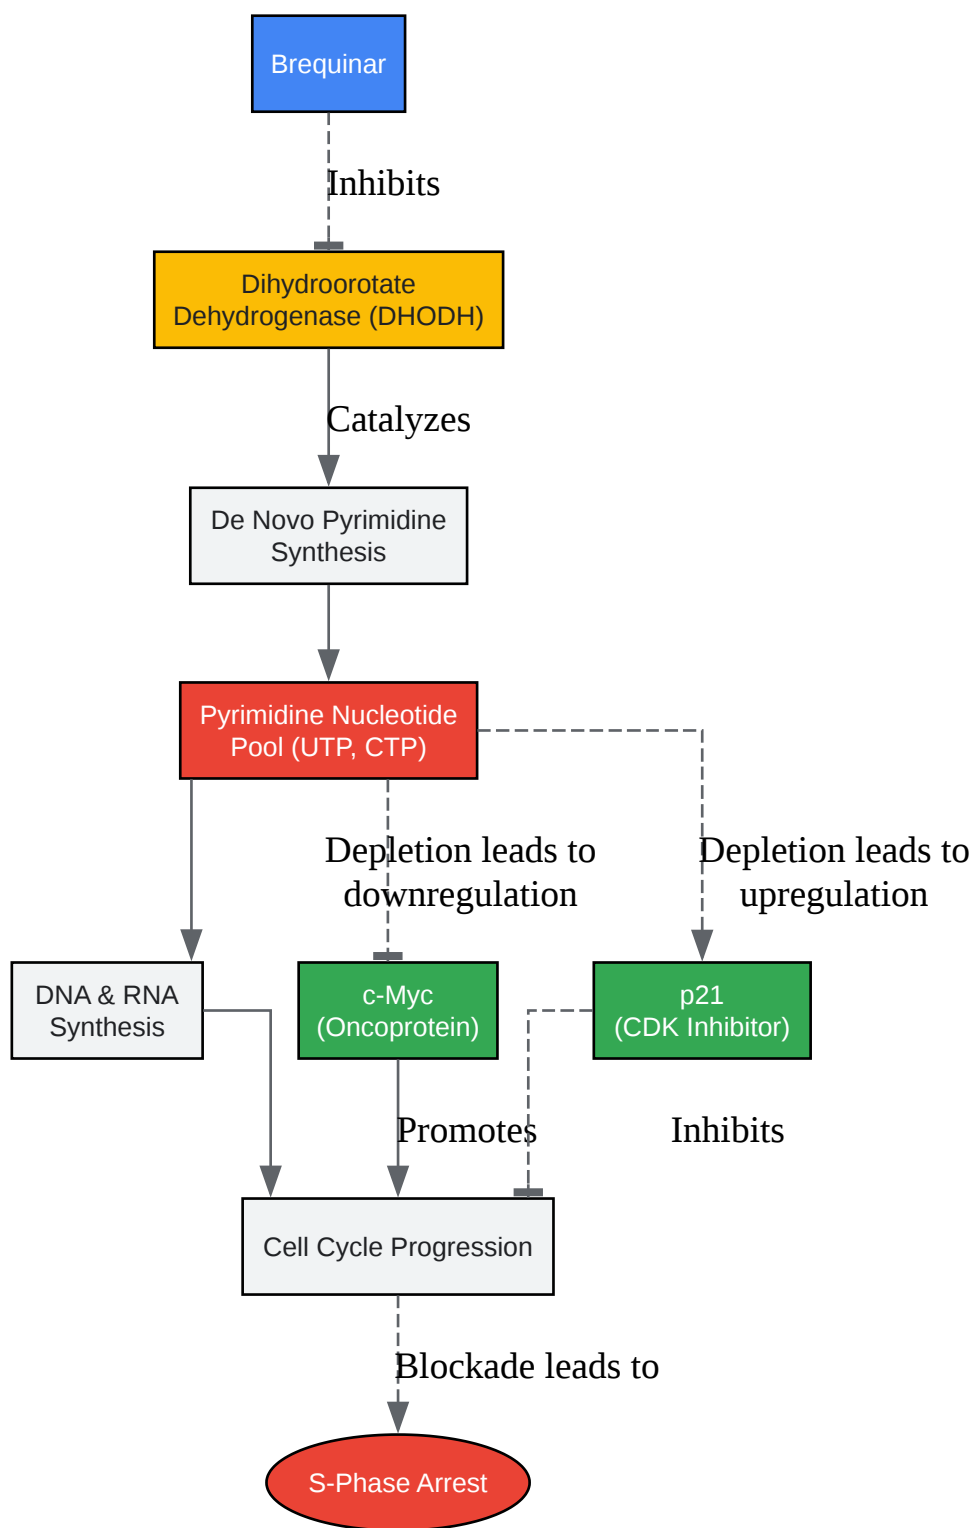 Brequinar
Inhibits
Dihydroorotate
Dehydrogenase (DHODH)
Catalyzes
De Novo Pyrimidine
Synthesis
Pyrimidine Nucleotide
Pool (UTP, CTP)
Depletion leads to
downregulation
Depletion leads to
upregulation
DNA & RNA
Synthesis
c-Myc
(Oncoprotein)
p21
(CDK Inhibitor)
Promotes
Inhibits
Cell Cycle Progression
Blockade leads to
S-Phase Arrest